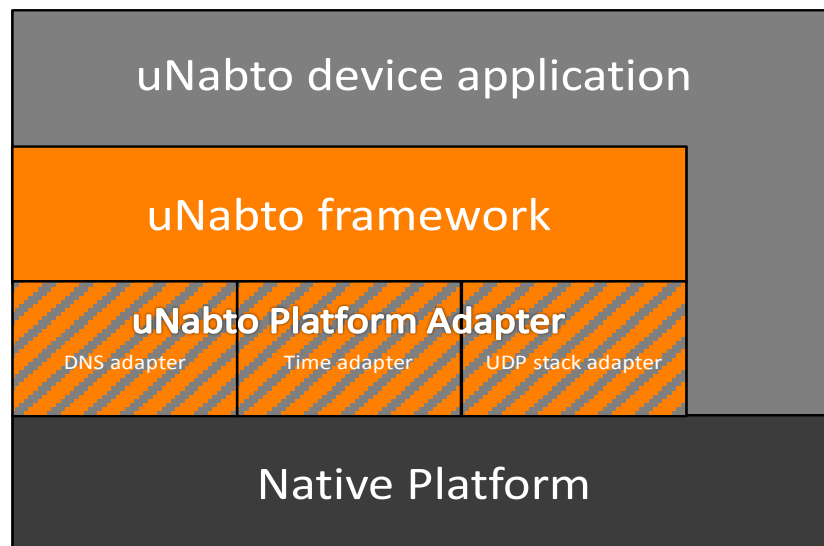 uNabto device application
uNabto framework
uNabto Platform Adapter
DNS adapter
Time adapter
UDP stack adapter
Native Platform